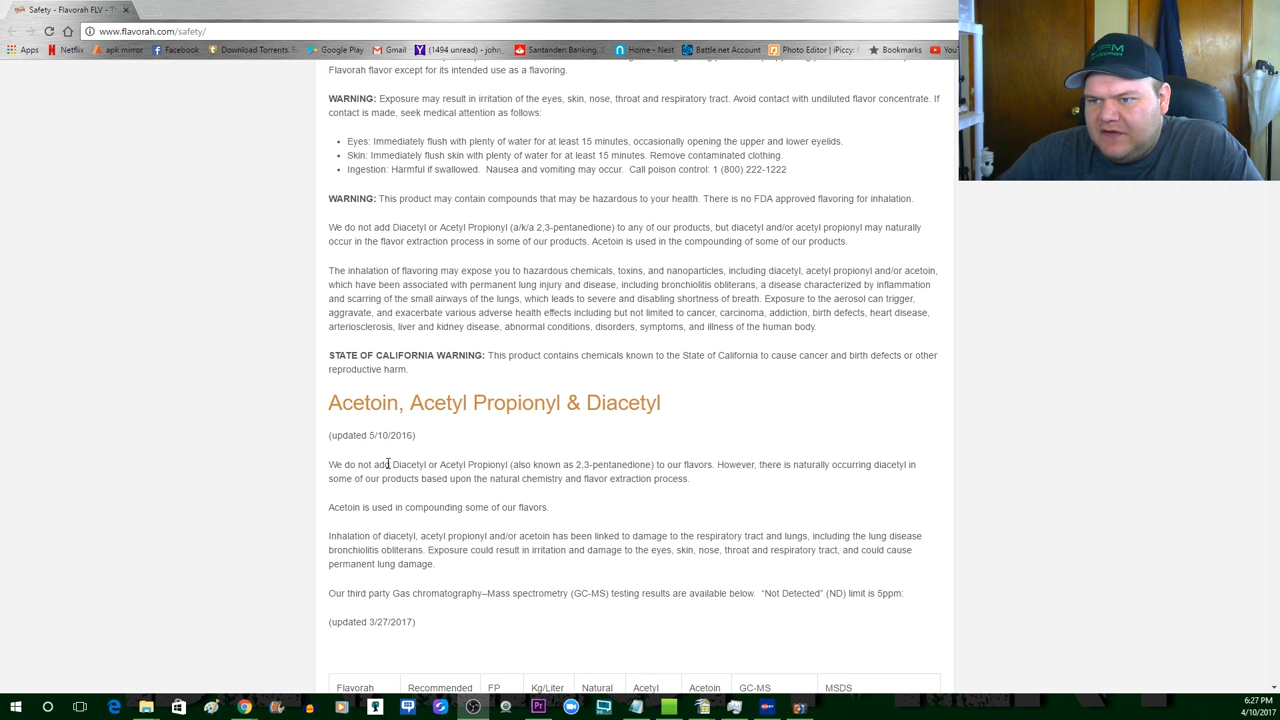 Safety - Flavorah FLV - T
www.flavorah.com/safety/
Apps Netflix apk mirror Facebook Download Torrents. Google Play Gmail (1494 unread) - john_ Santander: Banking, Home - Nest Battle.net Account Photo Editor | iPiccy: Bookmarks You
Flavorah flavor except for its intended use as a flavoring.
WARNING: Exposure may result in irritation of the eyes, skin, nose, throat and respiratory tract. Avoid contact with undiluted flavor concentrate. If
contact is made, seek medical attention as follows:
• Eyes: Immediately flush with plenty of water for at least 15 minutes, occasionally opening the upper and lower eyelids.
• Skin: Immediately flush skin with plenty of water for at least 15 minutes. Remove contaminated clothing.
• Ingestion: Harmful if swallowed. Nausea and vomiting may occur. Call poison control: 1 (800) 222-1222
WARNING: This product may contain compounds that may be hazardous to your health. There is no FDA approved flavoring for inhalation.
We do not add Diacetyl or Acetyl Propionyl (a/k/a 2,3-pentanedione) to any of our products, but diacetyl and/or acetyl propionyl may naturally
occur in the flavor extraction process in some of our products. Acetoin is used in the compounding of some of our products.
The inhalation of flavoring may expose you to hazardous chemicals, toxins, and nanoparticles, including diacetyl, acetyl propionyl and/or acetoin,
which have been associated with permanent lung injury and disease, including bronchiolitis obliterans, a disease characterized by inflammation
and scarring of the small airways of the lungs, which leads to severe and disabling shortness of breath. Exposure to the aerosol can trigger,
aggravate, and exacerbate various adverse health effects including but not limited to cancer, carcinoma, addiction, birth defects, heart disease,
arteriosclerosis, liver and kidney disease, abnormal conditions, disorders, symptoms, and illness of the human body.
STATE OF CALIFORNIA WARNING: This product contains chemicals known to the State of California to cause cancer and birth defects or other
reproductive harm.
Acetoin, Acetyl Propionyl & Diacetyl
(updated 5/10/2016)
We do not add Diacetyl or Acetyl Propionyl (also known as 2,3-pentanedione) to our flavors. However, there is naturally occurring diacetyl in
some of our products based upon the natural chemistry and flavor extraction process.
Acetoin is used in compounding some of our flavors.
Inhalation of diacetyl, acetyl propionyl and/or acetoin has been linked to damage to the respiratory tract and lungs, including the lung disease
bronchiolitis obliterans. Exposure could result in irritation and damage to the eyes, skin, nose, throat and respiratory tract, and could cause
permanent lung damage.
Our third party Gas chromatography–Mass spectrometry (GC-MS) testing results are available below. “Not Detected” (ND) limit is 5ppm:
(updated 3/27/2017)
Flavorah Recommended FP Kg/Liter Natural Acetyl Acetoin GC-MS MSDS
6:27 PM
4/10/2017